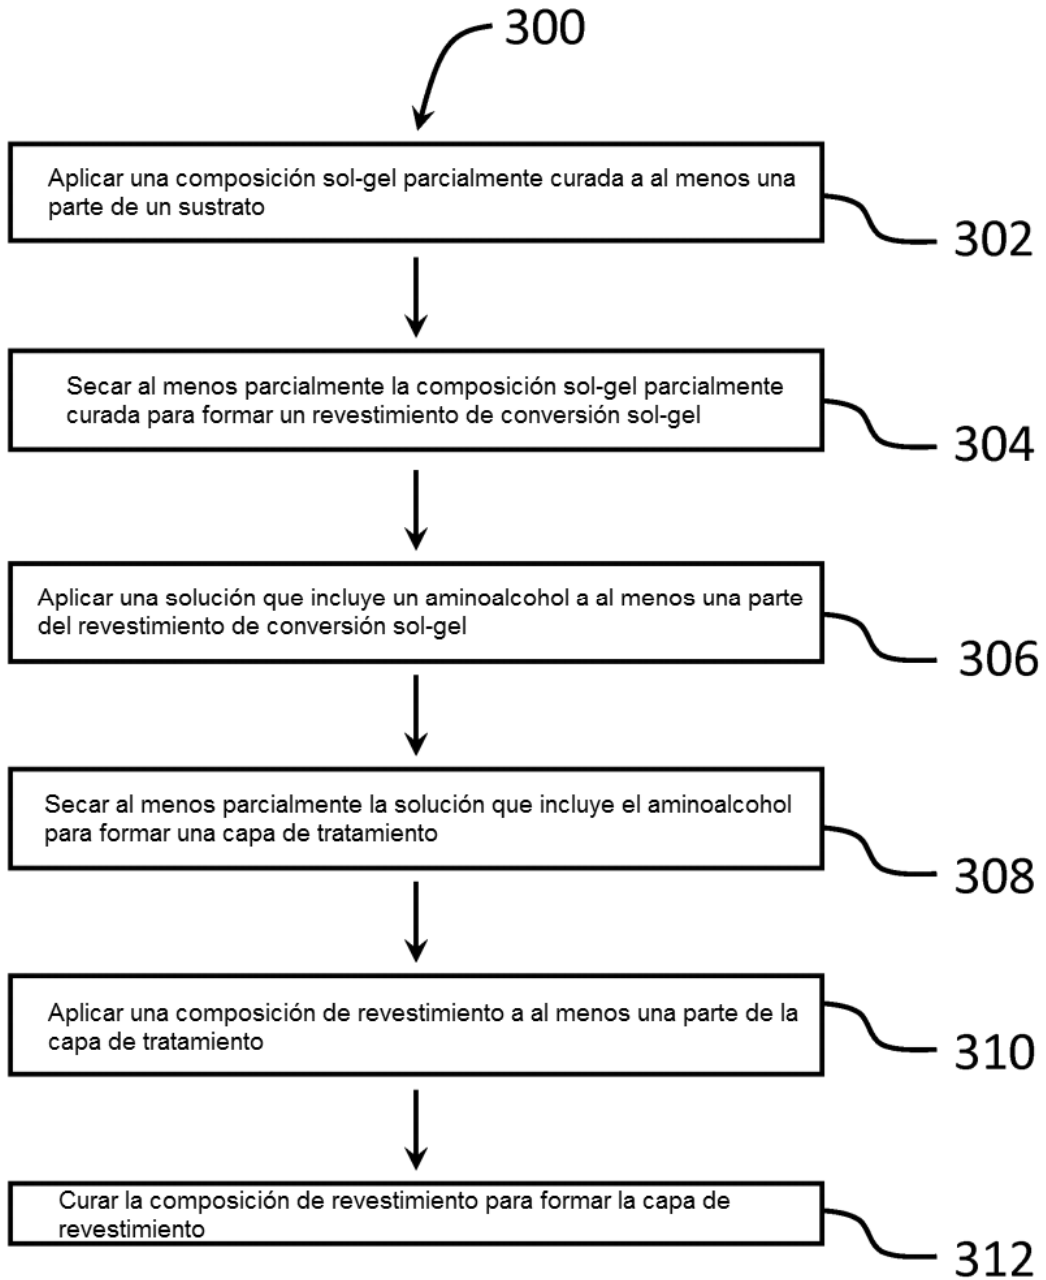 300
Aplicar una composición sol-gel parcialmente curada a al menos una
parte de un sustrato
302
Secar al menos parcialmente la composición sol-gel parcialmente
curada para formar un revestimiento de conversión sol-gel
304
Aplicar una solución que incluye un aminoalcohol a al menos una parte
del revestimiento de conversión sol-gel
306
Secar al menos parcialmente la solución que incluye el aminoalcohol
para formar una capa de tratamiento
308
Aplicar una composición de revestimiento a al menos una parte de la
capa de tratamiento
310
Curar la composición de revestimiento para formar la capa de
revestimiento
312